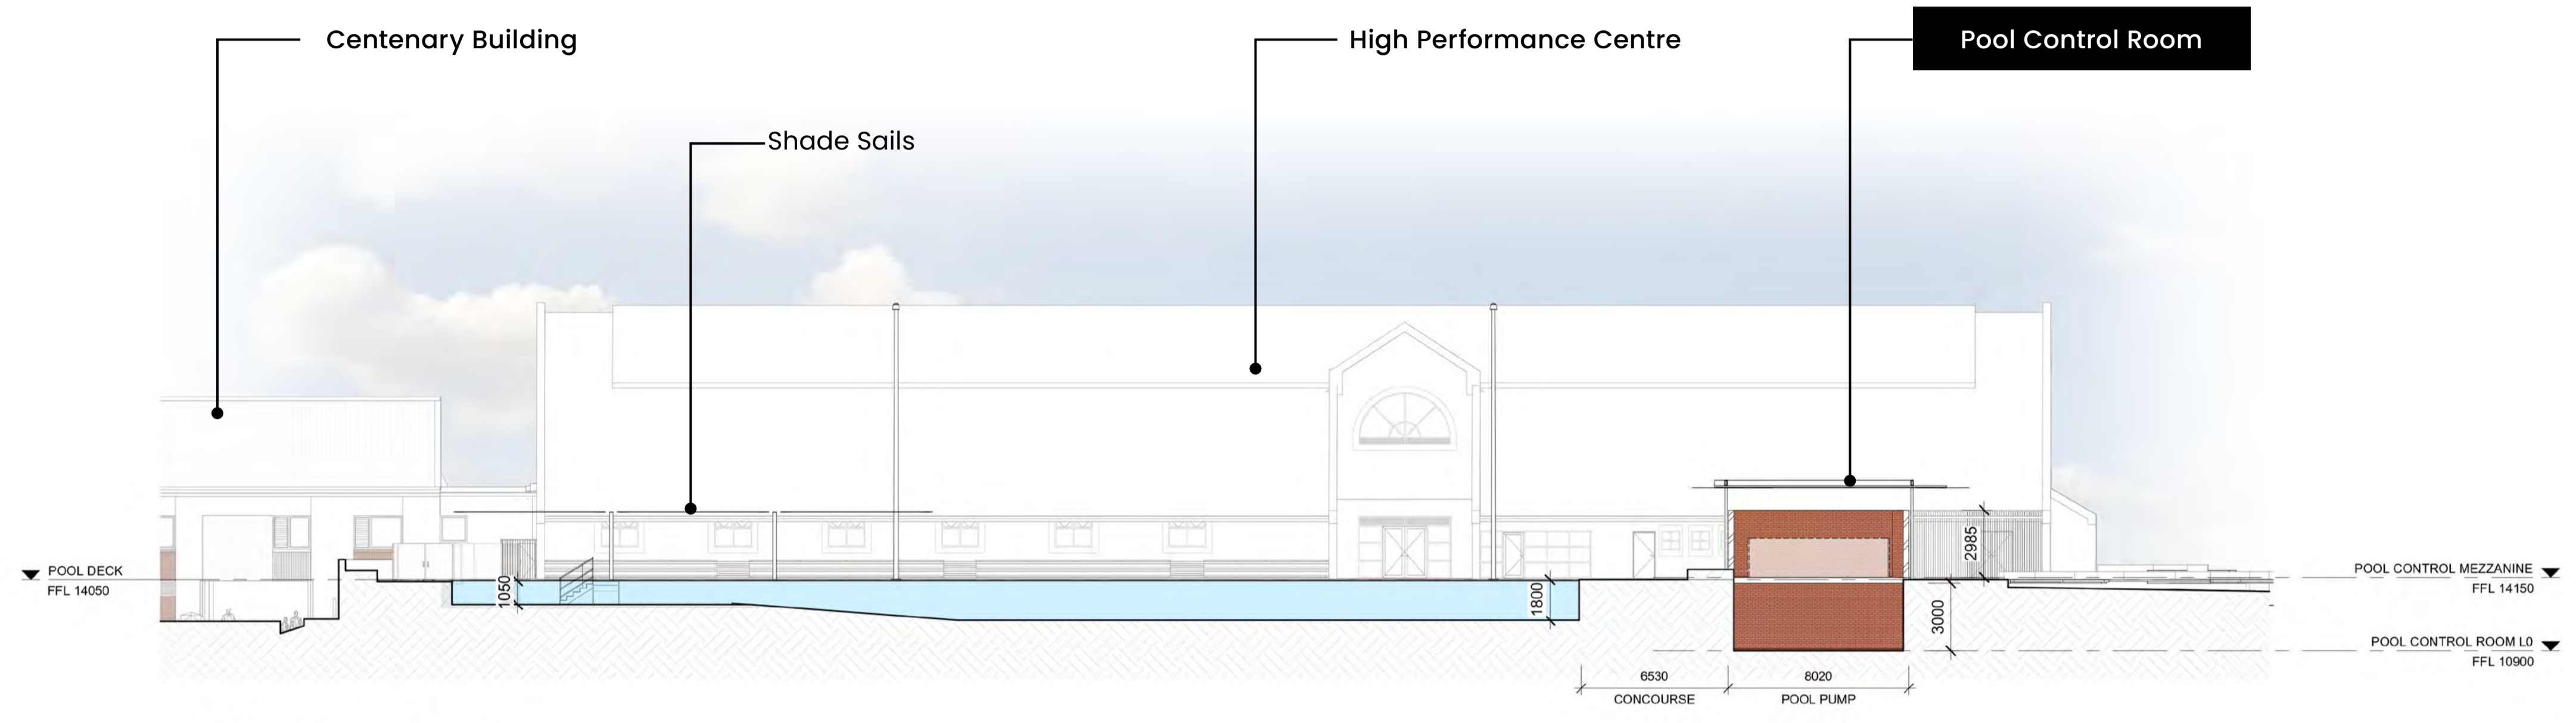 Centenary Building
High Performance Centre
Pool Control Room
Shade Sails
2985
POOL DECK
FFL 14050
POOL CONTROL MEZZANINE
FFL 14150
1050
1800
3000
POOL CONTROL ROOM L0
FFL 10900
6530
8020
CONCOURSE
POOL PUMP